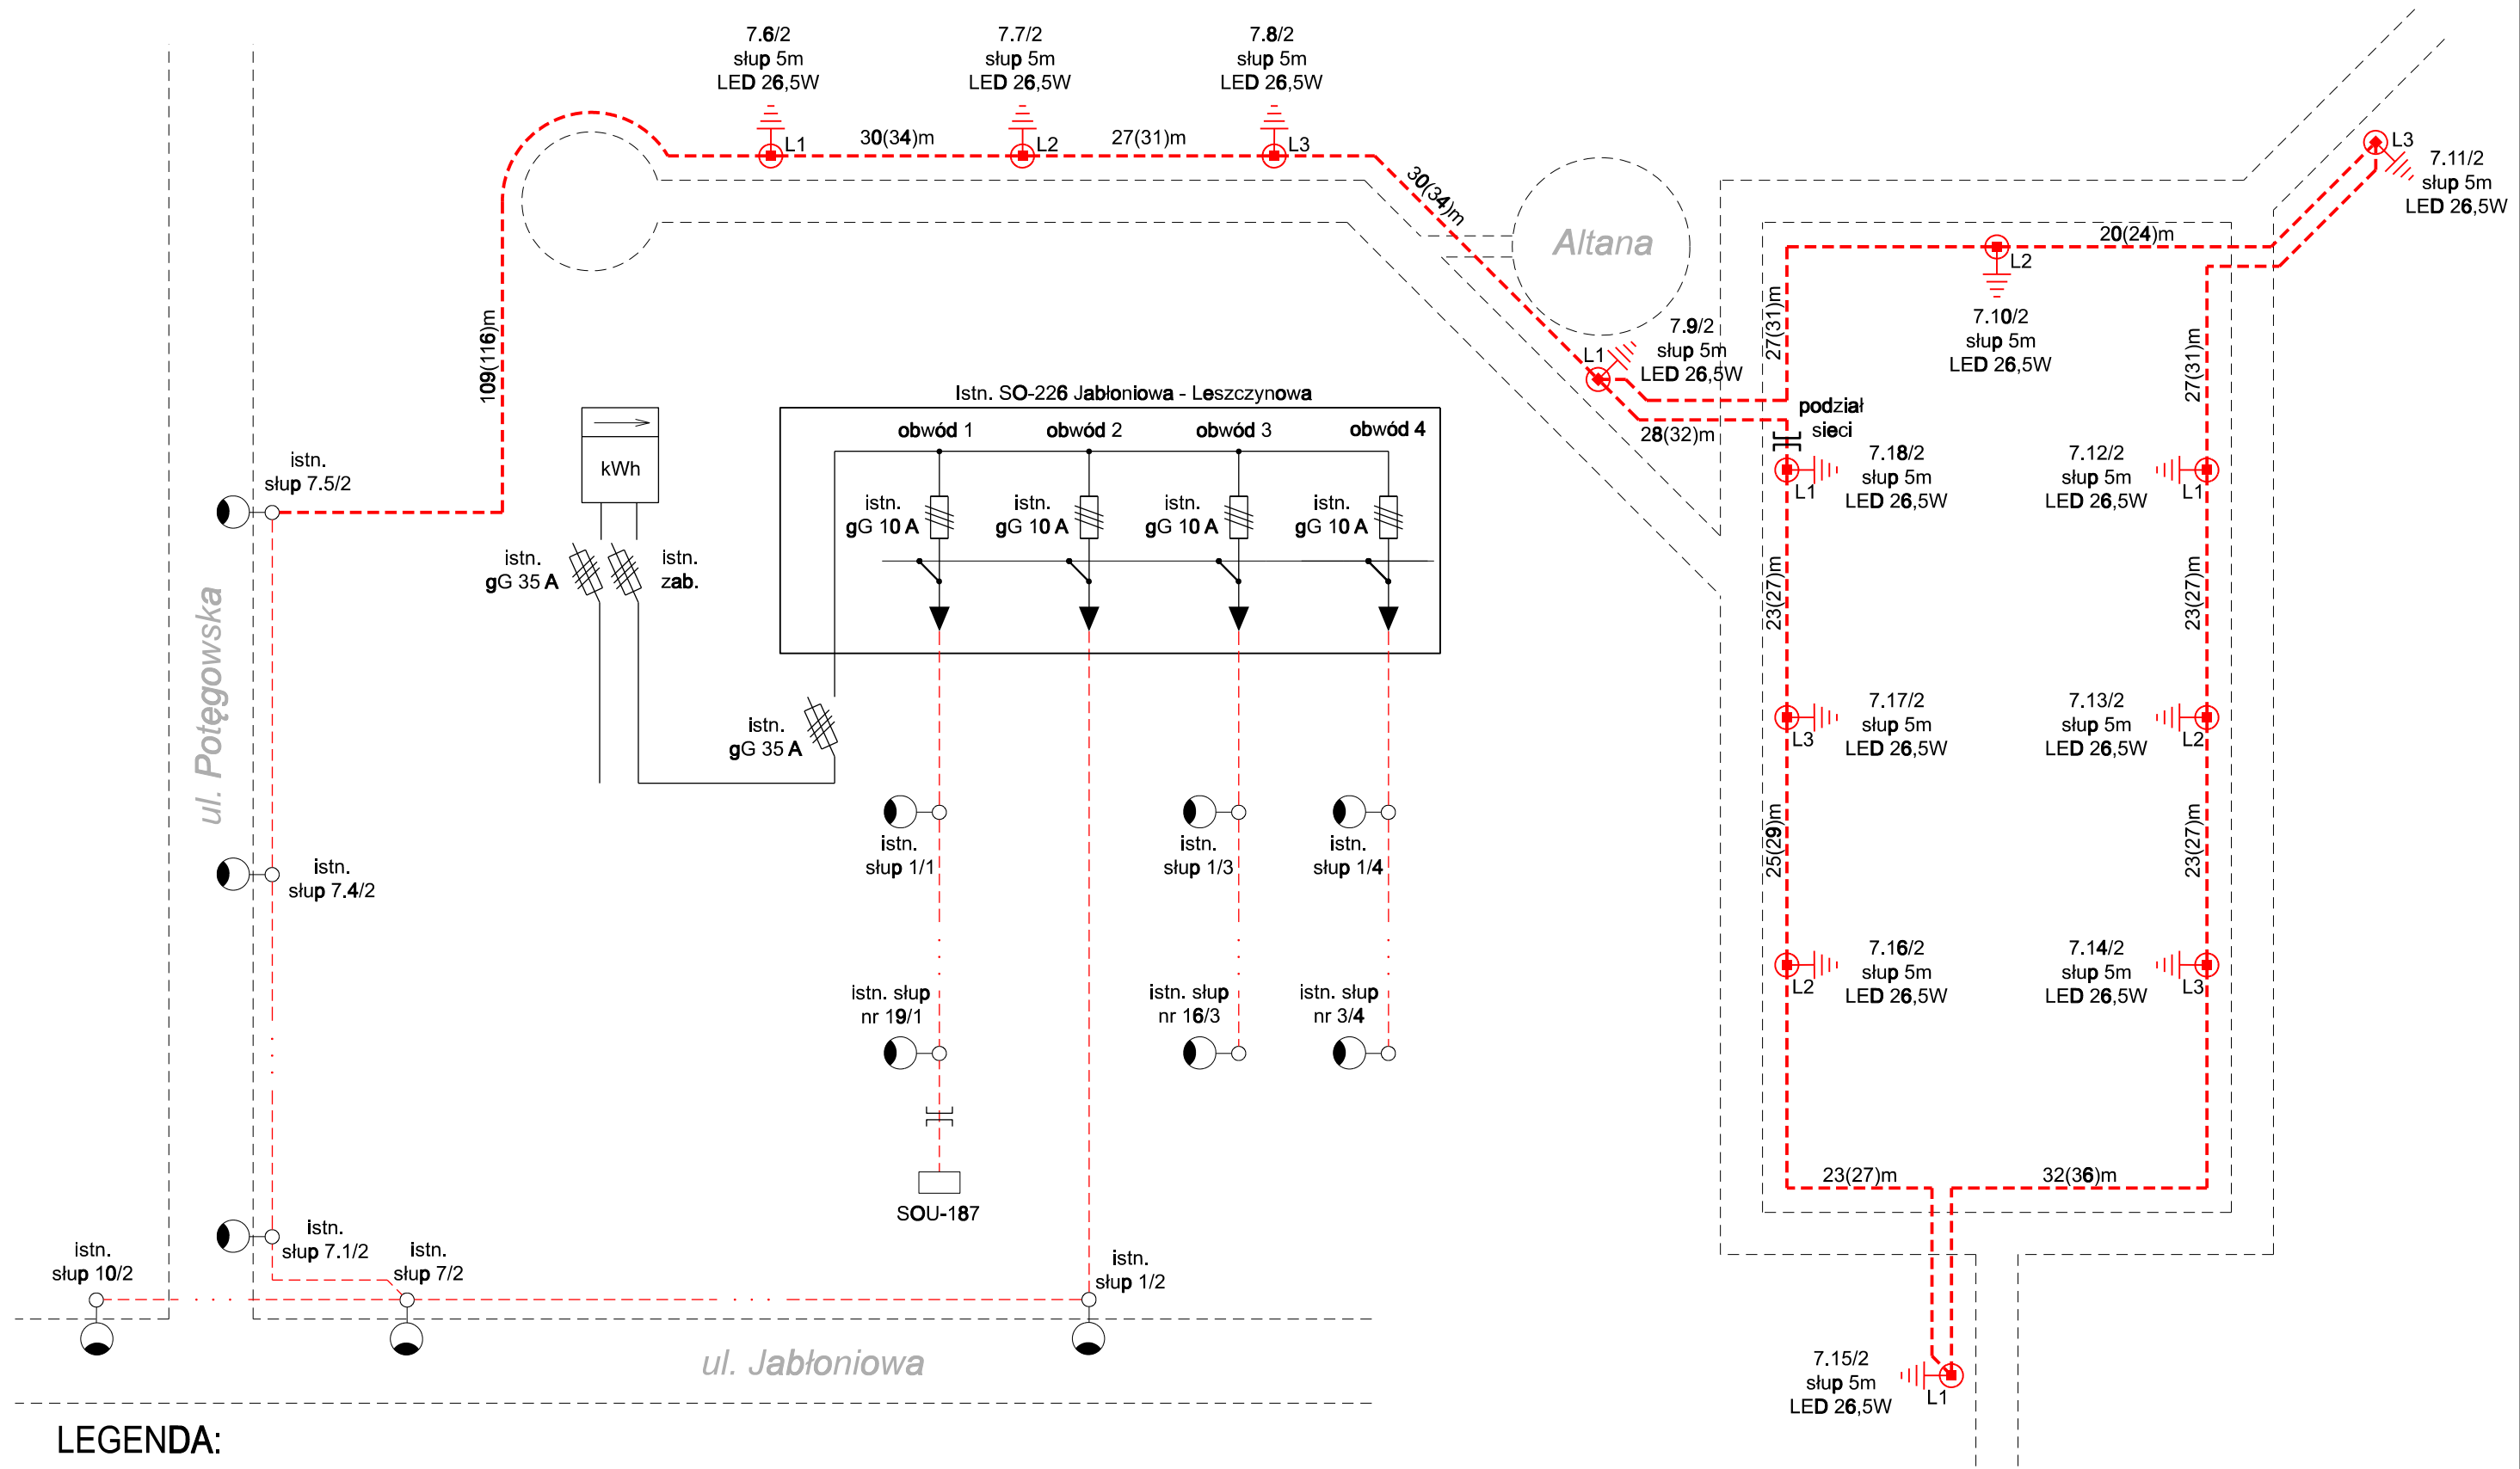 7.6/2
słup 5m
LED 26,5W
7.7/2
słup 5m
LED 26,5W
7.8/2
słup 5m
LED 26,5W
L1
30(34)m
L2
27(31)m
L3
30(34)m
Altana
L3
7.11/2
słup 5m
LED 26,5W
20(24)m
L2
7.10/2
słup 5m
LED 26,5W
27(31)m
27(31)m
7.9/2
słup 5m
LED 26,5W
L1
28(32)m
podział
sieci
109(116)m
istn.
słup 7.5/2
kWh
istn.
gG 35 A
istn.
zab.
istn.
gG 35 A
Istn. SO-226 Jabłoniowa - Leszczynowa
obwód 1
obwód 2
obwód 3
obwód 4
istn.
gG 10 A
istn.
gG 10 A
istn.
gG 10 A
istn.
gG 10 A
7.18/2
słup 5m
LED 26,5W
L1
7.12/2
słup 5m
LED 26,5W
L1
23(27)m
23(27)m
7.17/2
słup 5m
LED 26,5W
L3
7.13/2
słup 5m
LED 26,5W
L2
25(29)m
23(27)m
7.16/2
słup 5m
LED 26,5W
L2
7.14/2
słup 5m
LED 26,5W
L3
23(27)m
32(36)m
7.15/2
słup 5m
LED 26,5W
L1
ul. Potęgowska
istn.
słup 7.4/2
istn.
słup 1/1
istn.
słup 1/3
istn.
słup 1/4
istn. słup
nr 19/1
istn. słup
nr 16/3
istn. słup
nr 3/4
SOU-187
istn.
słup 7.1/2
istn.
słup 10/2
istn.
słup 7/2
istn.
słup 1/2
ul. Jabłoniowa
LEGENDA: